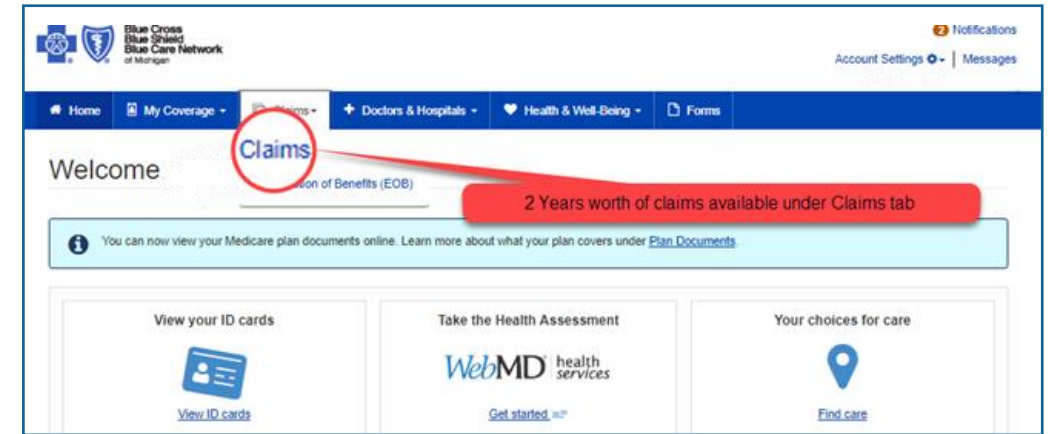 Blue Cross
Blue Shield
Blue Care Network
of Michigan
2 Notifications
Account Settings | Messages
Home My Coverage Claims Doctors & Hospitals Health & Well-Being Forms
Claims
Welcome
of Benefits (EOB)
2 Years worth of claims available under Claims tab
You can now view your Medicare plan documents online. Learn more about what your plan covers under Plan Documents.
View your ID cards
Take the Health Assessment
Your choices for care
WebMD health services
View ID cards
Get started
Find care